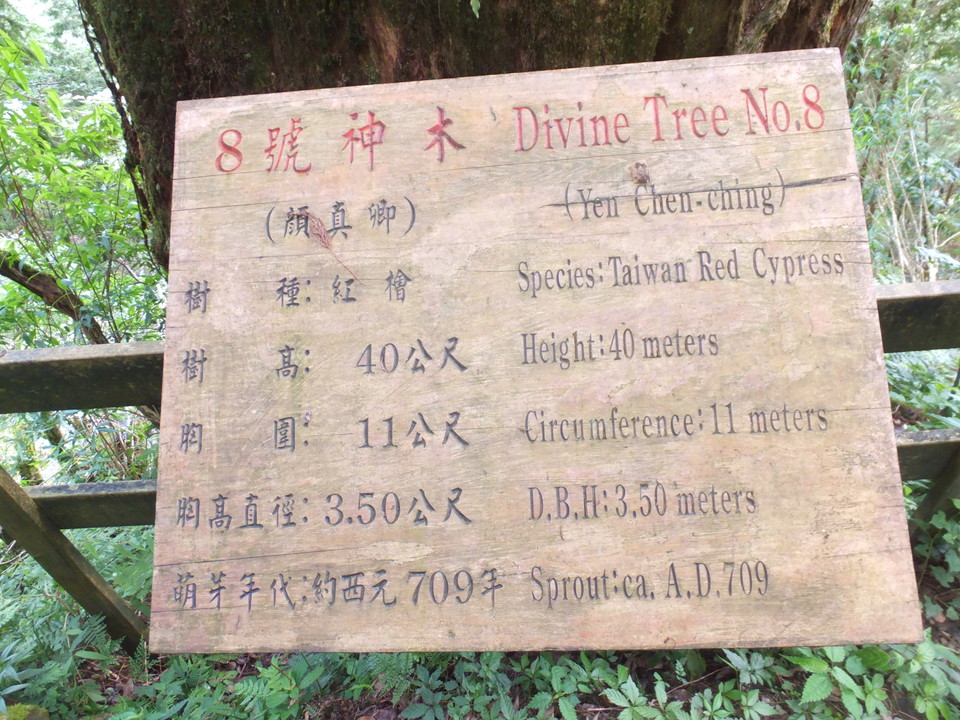 8號神木 Divine Tree No.8
(顏真卿) (Yen Chen-ching)
樹種:紅檜 Species:Taiwan Red Cypress
樹高: 40公尺 Height:40 meters
胸圍: 11公尺 Circumference:11 meters
胸高直徑:3.50公尺 D.B.H:3.50 meters
萌芽年代:約西元709年 Sprout:ca. A.D.709